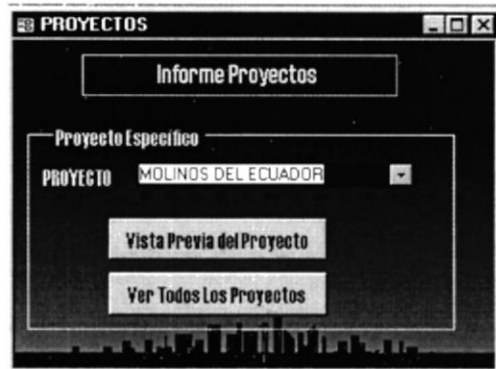 PROYECTOS
Informe Proyectos
Proyecto Específico
PROYECTO MOLINOS DEL ECUADOR
Vista Previa del Proyecto
Ver Todos Los Proyectos